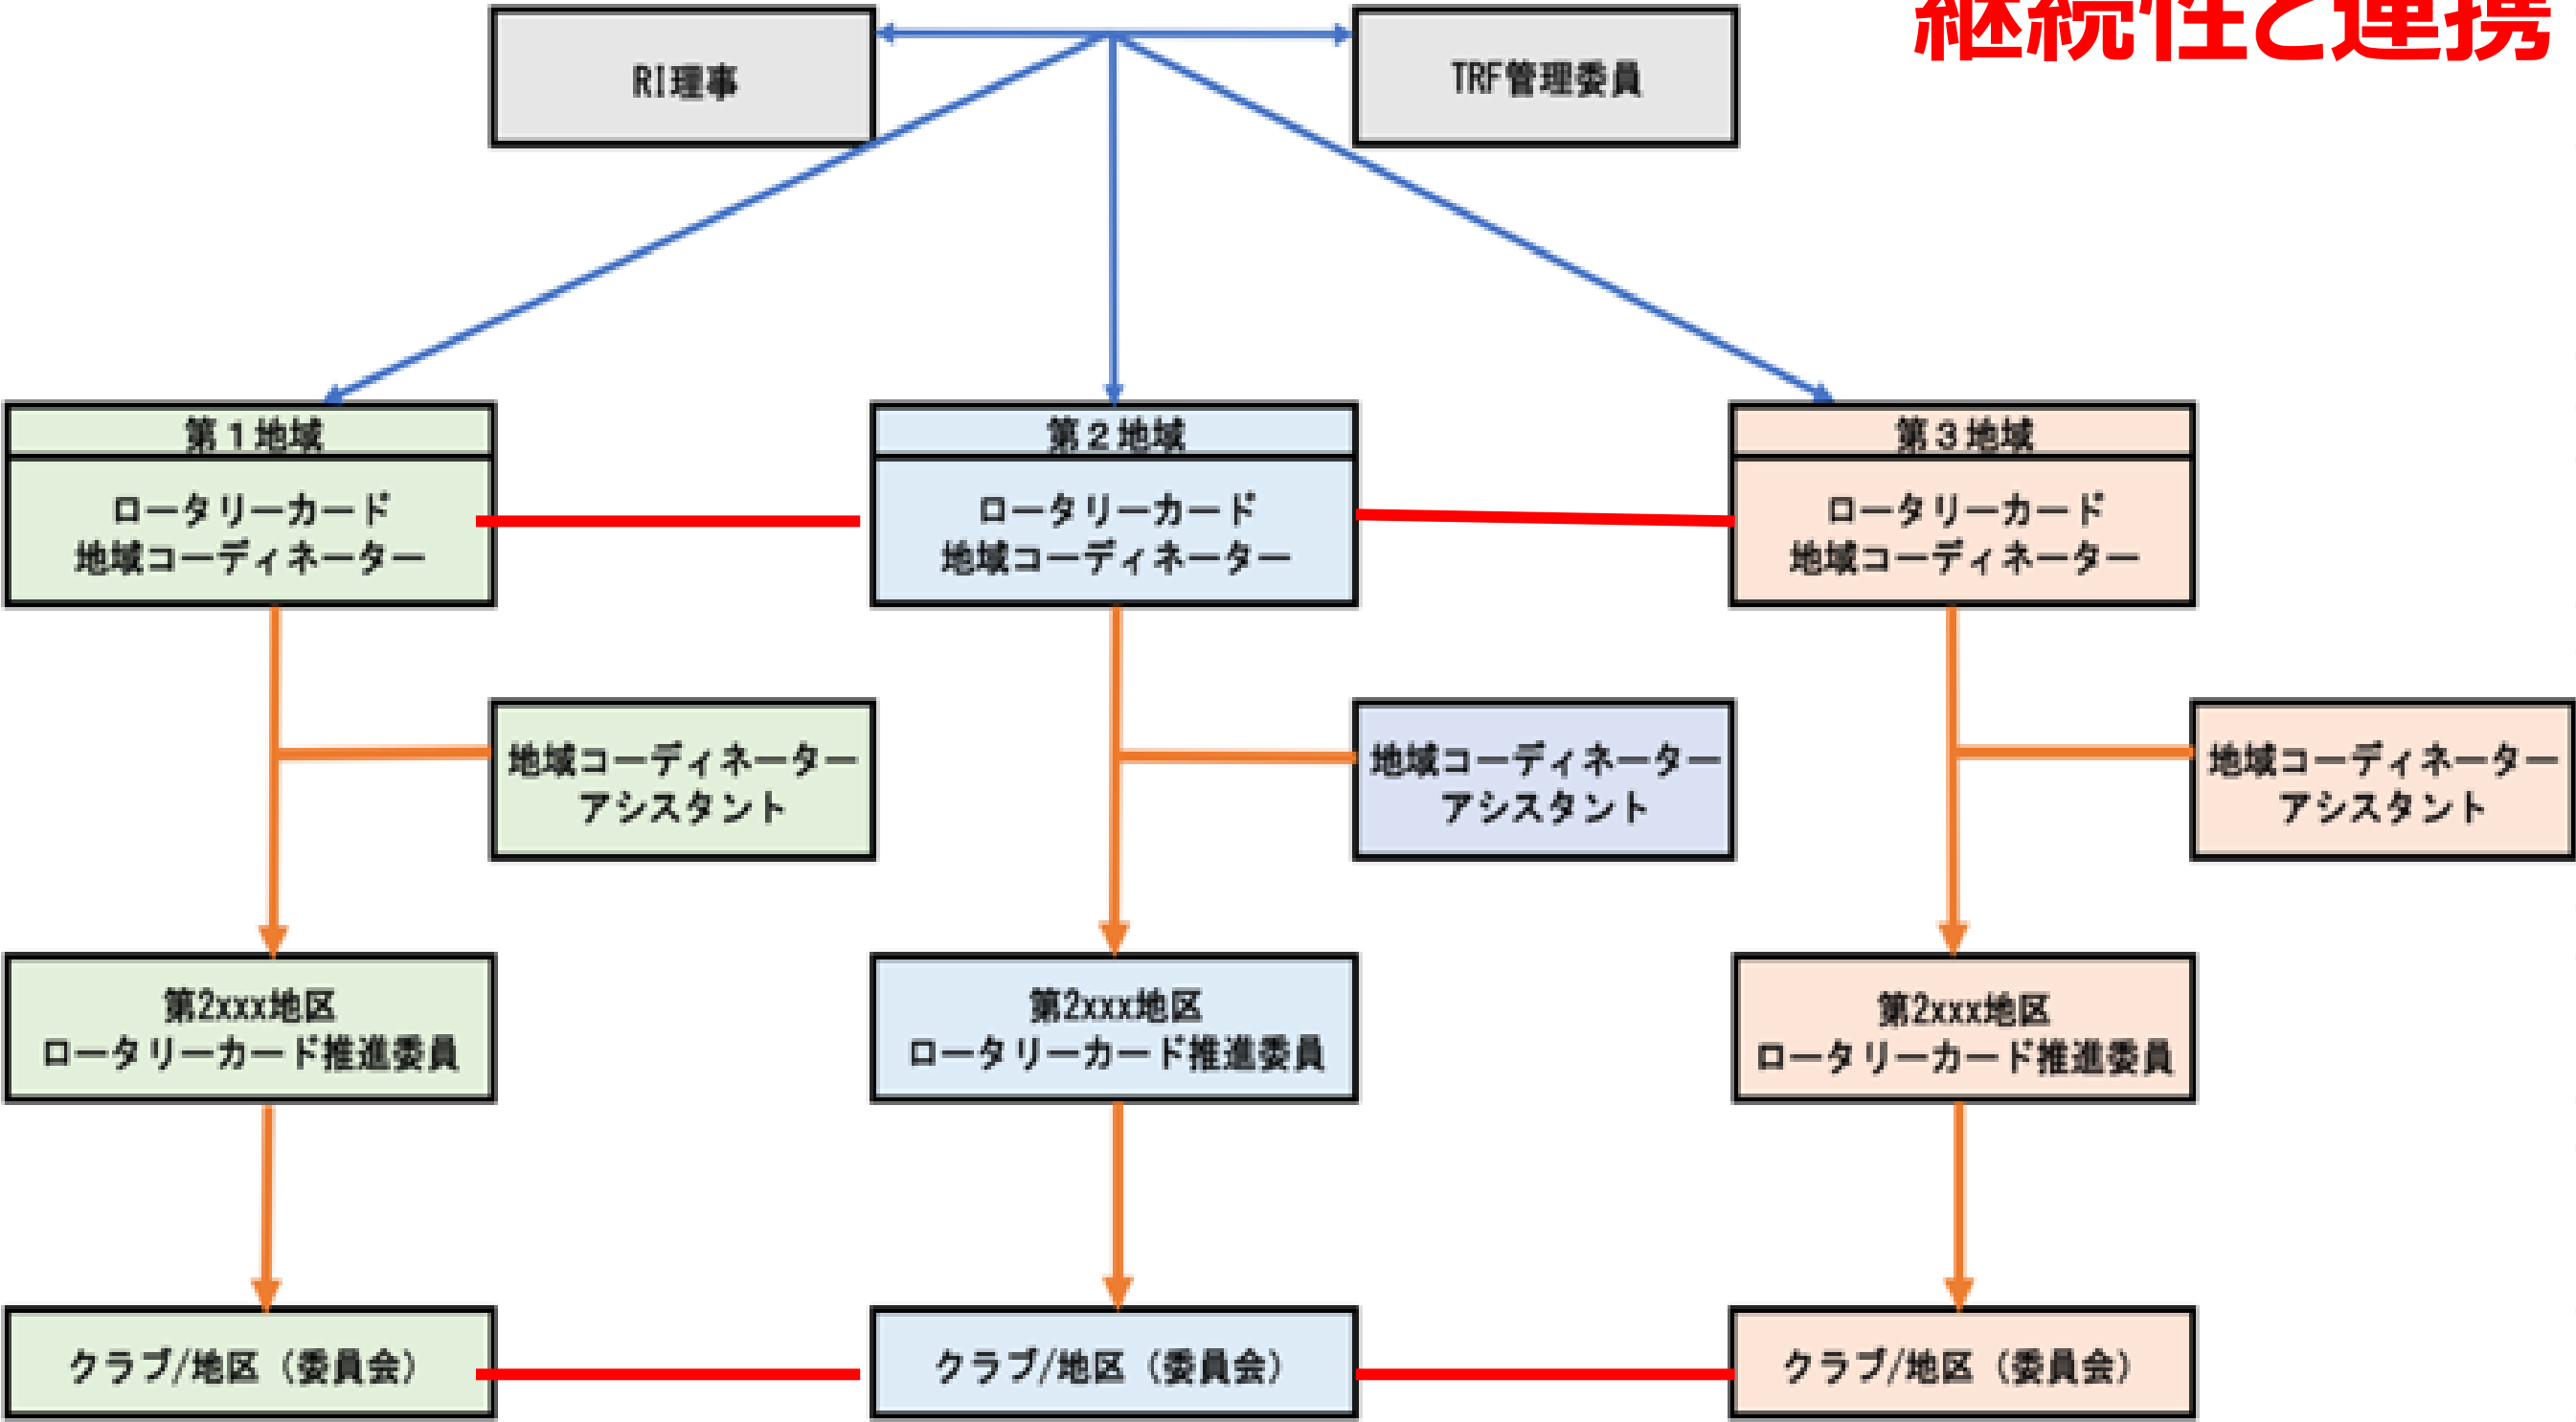 継続性と連携
RI理事
TRF管理委員
第１地域
第２地域
第３地域
ロータリーカード
地域コーディネーター
ロータリーカード
地域コーディネーター
ロータリーカード
地域コーディネーター
地域コーディネーター
アシスタント
地域コーディネーター
アシスタント
地域コーディネーター
アシスタント
第2xxx地区
ロータリーカード推進委員
第2xxx地区
ロータリーカード推進委員
第2xxx地区
ロータリーカード推進委員
クラブ/地区（委員会）
クラブ/地区（委員会）
クラブ/地区（委員会）